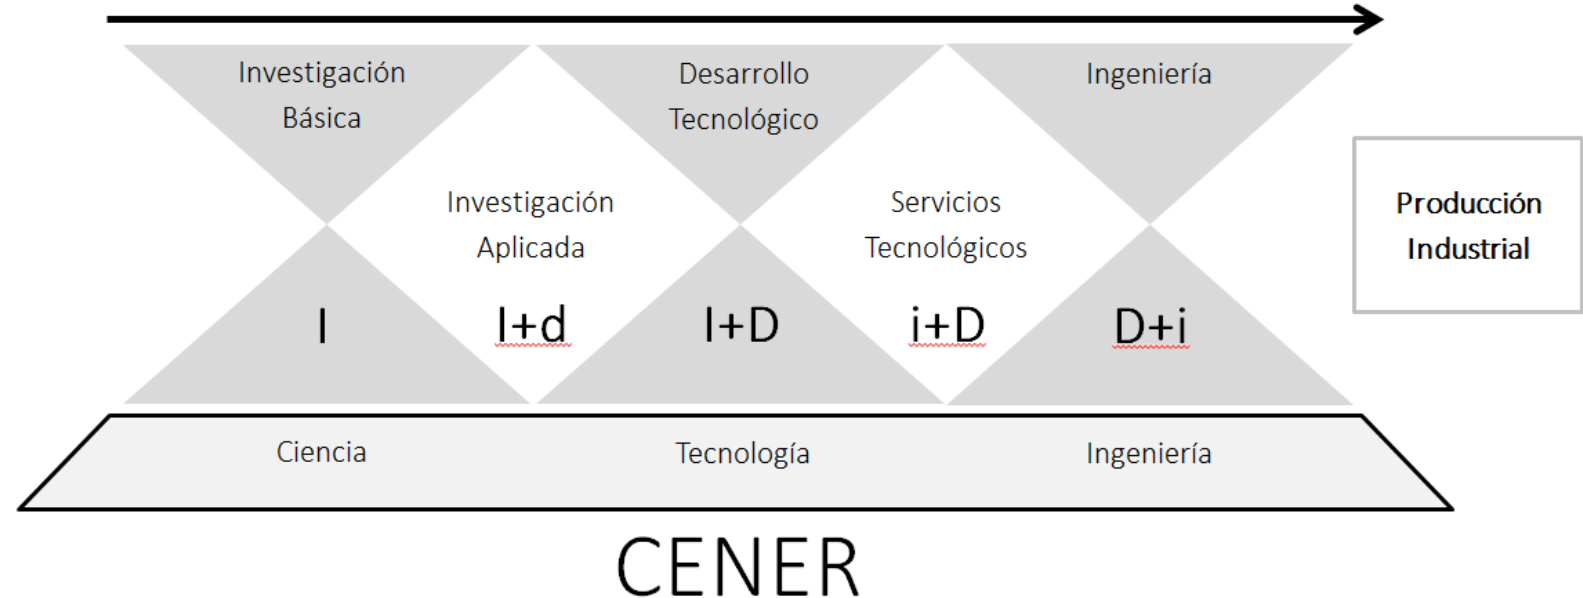 Investigación
Básica
Desarrollo
Tecnológico
Ingeniería
Investigación
Aplicada
Servicios
Tecnológicos
Producción
Industrial
I
I+d
I+D
i+D
D+i
Ciencia
Tecnología
Ingeniería
CENER